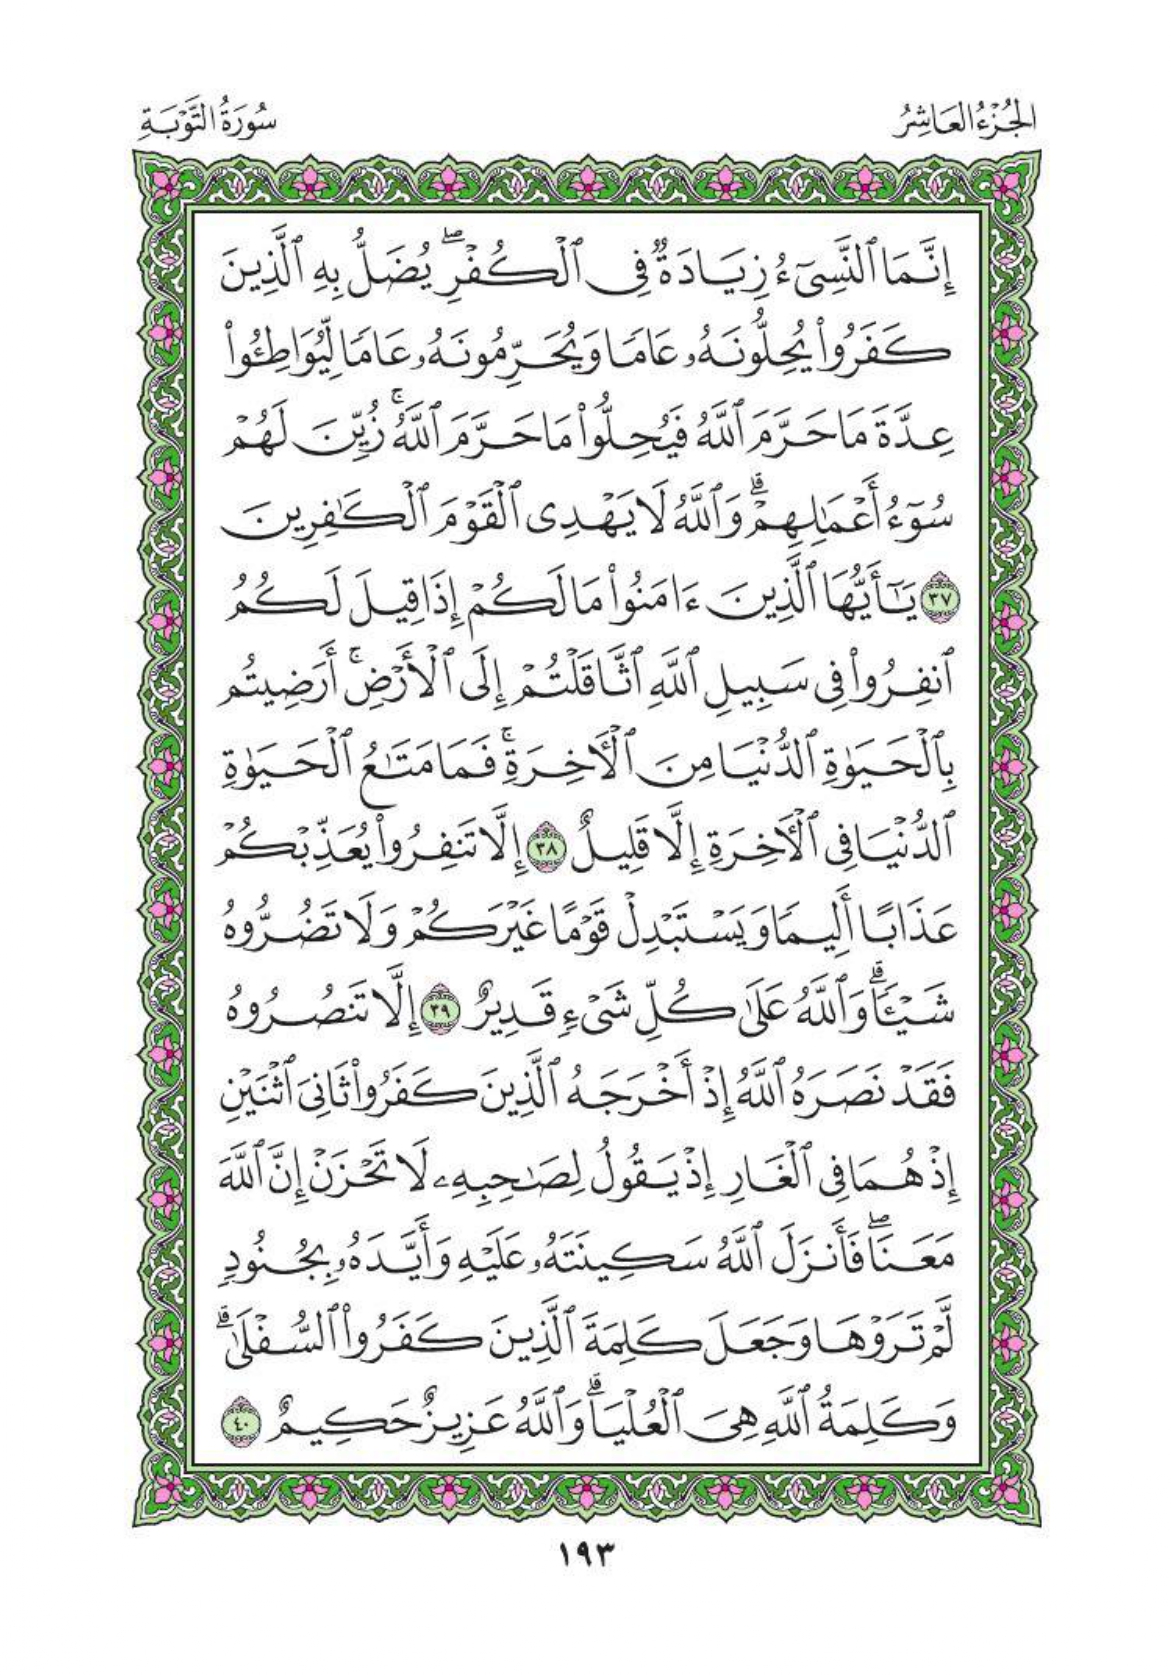 الجُزْءُ العَاشِرُ
سُورَةُ التَّوْبَةِ
إِنَّمَا ٱلنَّسِيٓءُ زِيَادَةٌ فِى ٱلْكُفْرِ ۖ يُضَلُّ بِهِ ٱلَّذِينَ
كَفَرُوا۟ يُحِلُّونَهُۥ عَامًا وَيُحَرِّمُونَهُۥ عَامًا لِّيُوَاطِـُٔوا۟
عِدَّةَ مَا حَرَّمَ ٱللَّهُ فَيُحِلُّوا۟ مَا حَرَّمَ ٱللَّهُ ۚ زُيِّنَ لَهُمْ
سُوٓءُ أَعْمَـٰلِهِمْ ۗ وَٱللَّهُ لَا يَهْدِى ٱلْقَوْمَ ٱلْكَـٰفِرِينَ
٣٧ يَـٰٓأَيُّهَا ٱلَّذِينَ ءَامَنُوا۟ مَا لَكُمْ إِذَا قِيلَ لَكُمُ
ٱنفِرُوا۟ فِى سَبِيلِ ٱللَّهِ ٱثَّاقَلْتُمْ إِلَى ٱلْأَرْضِ ۚ أَرَضِيتُم
بِٱلْحَيَوٰةِ ٱلدُّنْيَا مِنَ ٱلْـَٔاخِرَةِ ۚ فَمَا مَتَـٰعُ ٱلْحَيَوٰةِ
ٱلدُّنْيَا فِى ٱلْـَٔاخِرَةِ إِلَّا قَلِيلٌ ٣٨ إِلَّا تَنفِرُوا۟ يُعَذِّبْكُمْ
عَذَابًا أَلِيمًا وَيَسْتَبْدِلْ قَوْمًا غَيْرَكُمْ وَلَا تَضُرُّوهُ
شَيْـًٔا ۗ وَٱللَّهُ عَلَىٰ كُلِّ شَىْءٍ قَدِيرٌ ٣٩ إِلَّا تَنصُرُوهُ
فَقَدْ نَصَرَهُ ٱللَّهُ إِذْ أَخْرَجَهُ ٱلَّذِينَ كَفَرُوا۟ ثَانِىَ ٱثْنَيْنِ
إِذْ هُمَا فِى ٱلْغَارِ إِذْ يَقُولُ لِصَـٰحِبِهِۦ لَا تَحْزَنْ إِنَّ ٱللَّهَ
مَعَنَا ۖ فَأَنزَلَ ٱللَّهُ سَكِينَتَهُۥ عَلَيْهِ وَأَيَّدَهُۥ بِجُنُودٍ
لَّمْ تَرَوْهَا وَجَعَلَ كَلِمَةَ ٱلَّذِينَ كَفَرُوا۟ ٱلسُّفْلَىٰ ۗ
وَكَلِمَةُ ٱللَّهِ هِىَ ٱلْعُلْيَا ۗ وَٱللَّهُ عَزِيزٌ حَكِيمٌ ٤٠
١٩٣